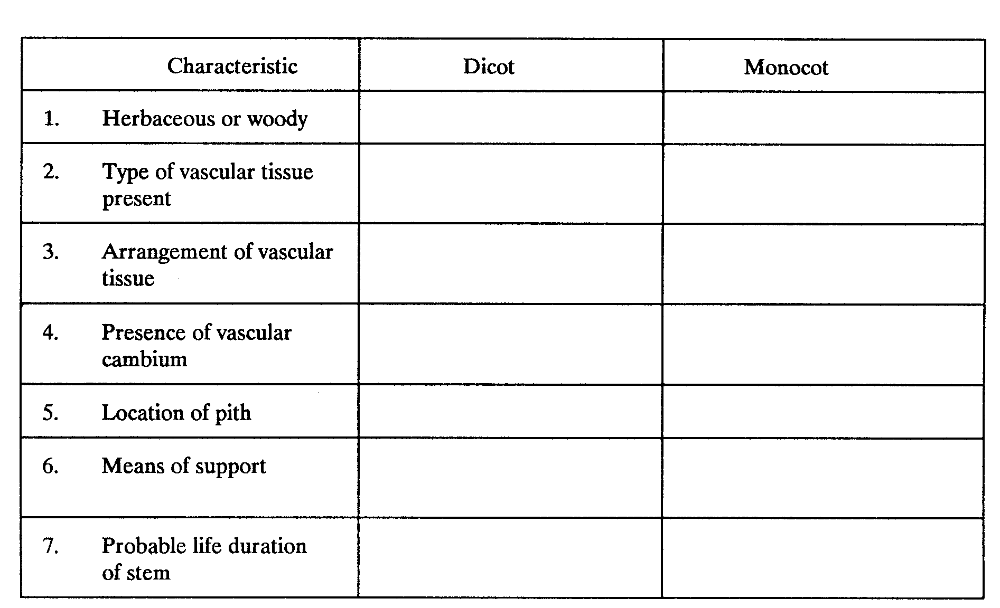 Characteristic Dicot Monocot
1. Herbaceous or woody
2. Type of vascular tissue
present
3. Arrangement of vascular
tissue
4. Presence of vascular
cambium
5. Location of pith
6. Means of support
7. Probable life duration
of stem